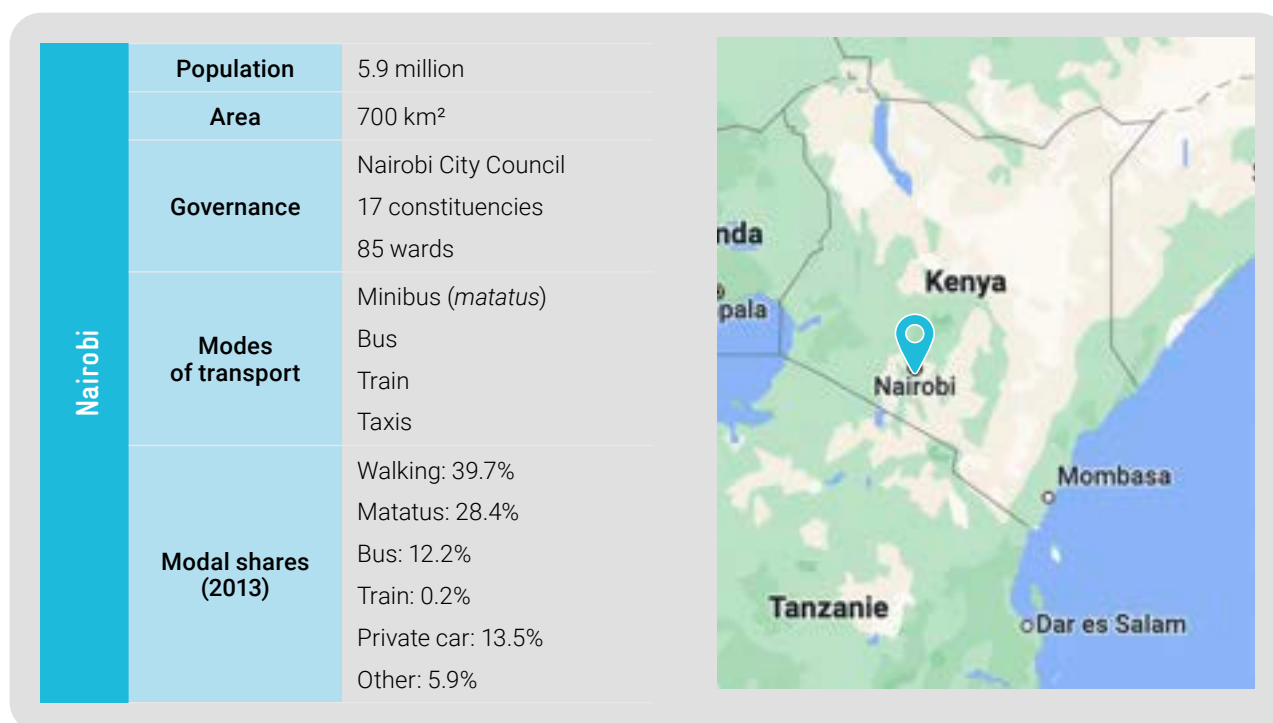 Nairobi
Population
5.9 million
Area
700 km²
Governance
Nairobi City Council
17 constituencies
85 wards
Modes
of transport
Minibus (matatus)
Bus
Train
Taxis
Modal shares
(2013)
Walking: 39.7%
Matatus: 28.4%
Bus: 12.2%
Train: 0.2%
Private car: 13.5%
Other: 5.9%
nda
pala
Kenya
Nairobi
Mombasa
Tanzanie
Dar es Salam